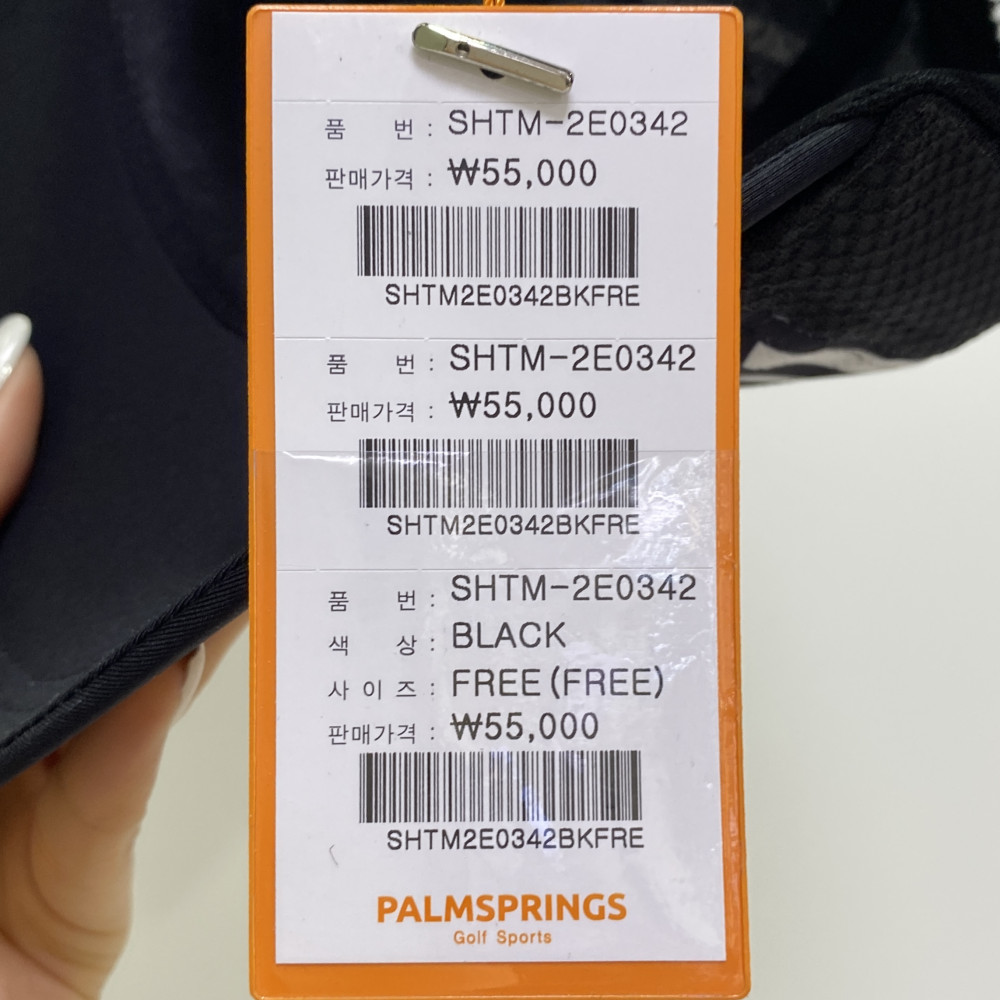 품 번 : SHTM-2E0342
판매가격 : ₩55,000
SHTM2E0342BKFRE
품 번 : SHTM-2E0342
판매가격 : ₩55,000
SHTM2E0342BKFRE
품 번 : SHTM-2E0342
색 상 : BLACK
사 이 즈 : FREE(FREE)
판매가격 : ₩55,000
SHTM2E0342BKFRE
PALMSPRINGS
Golf Sports